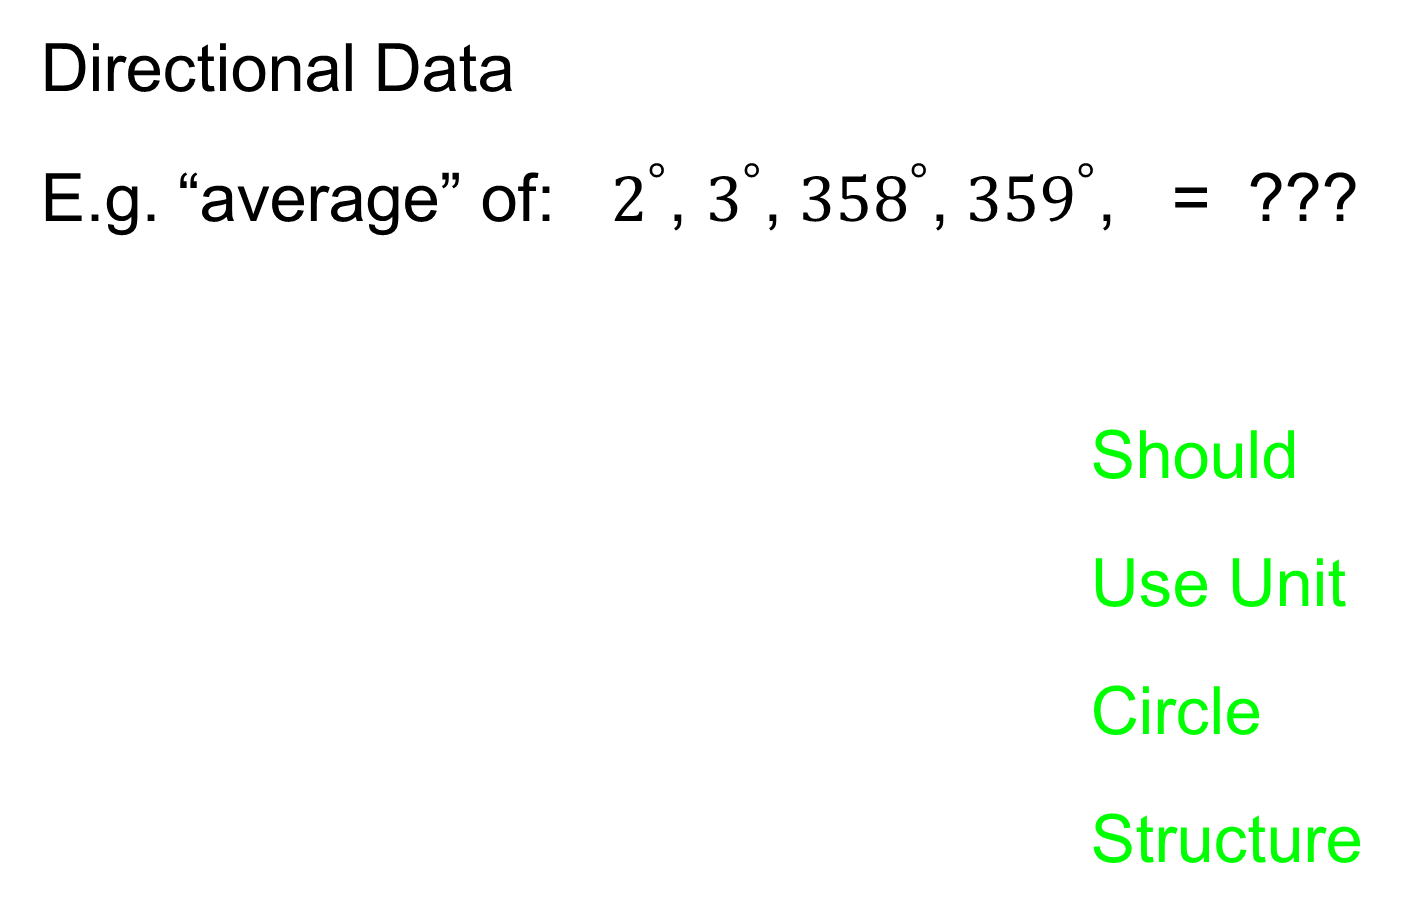 Directional Data
E.g. “average” of: 2°, 3°, 358°, 359°, = ???
Should
Use Unit
Circle
Structure